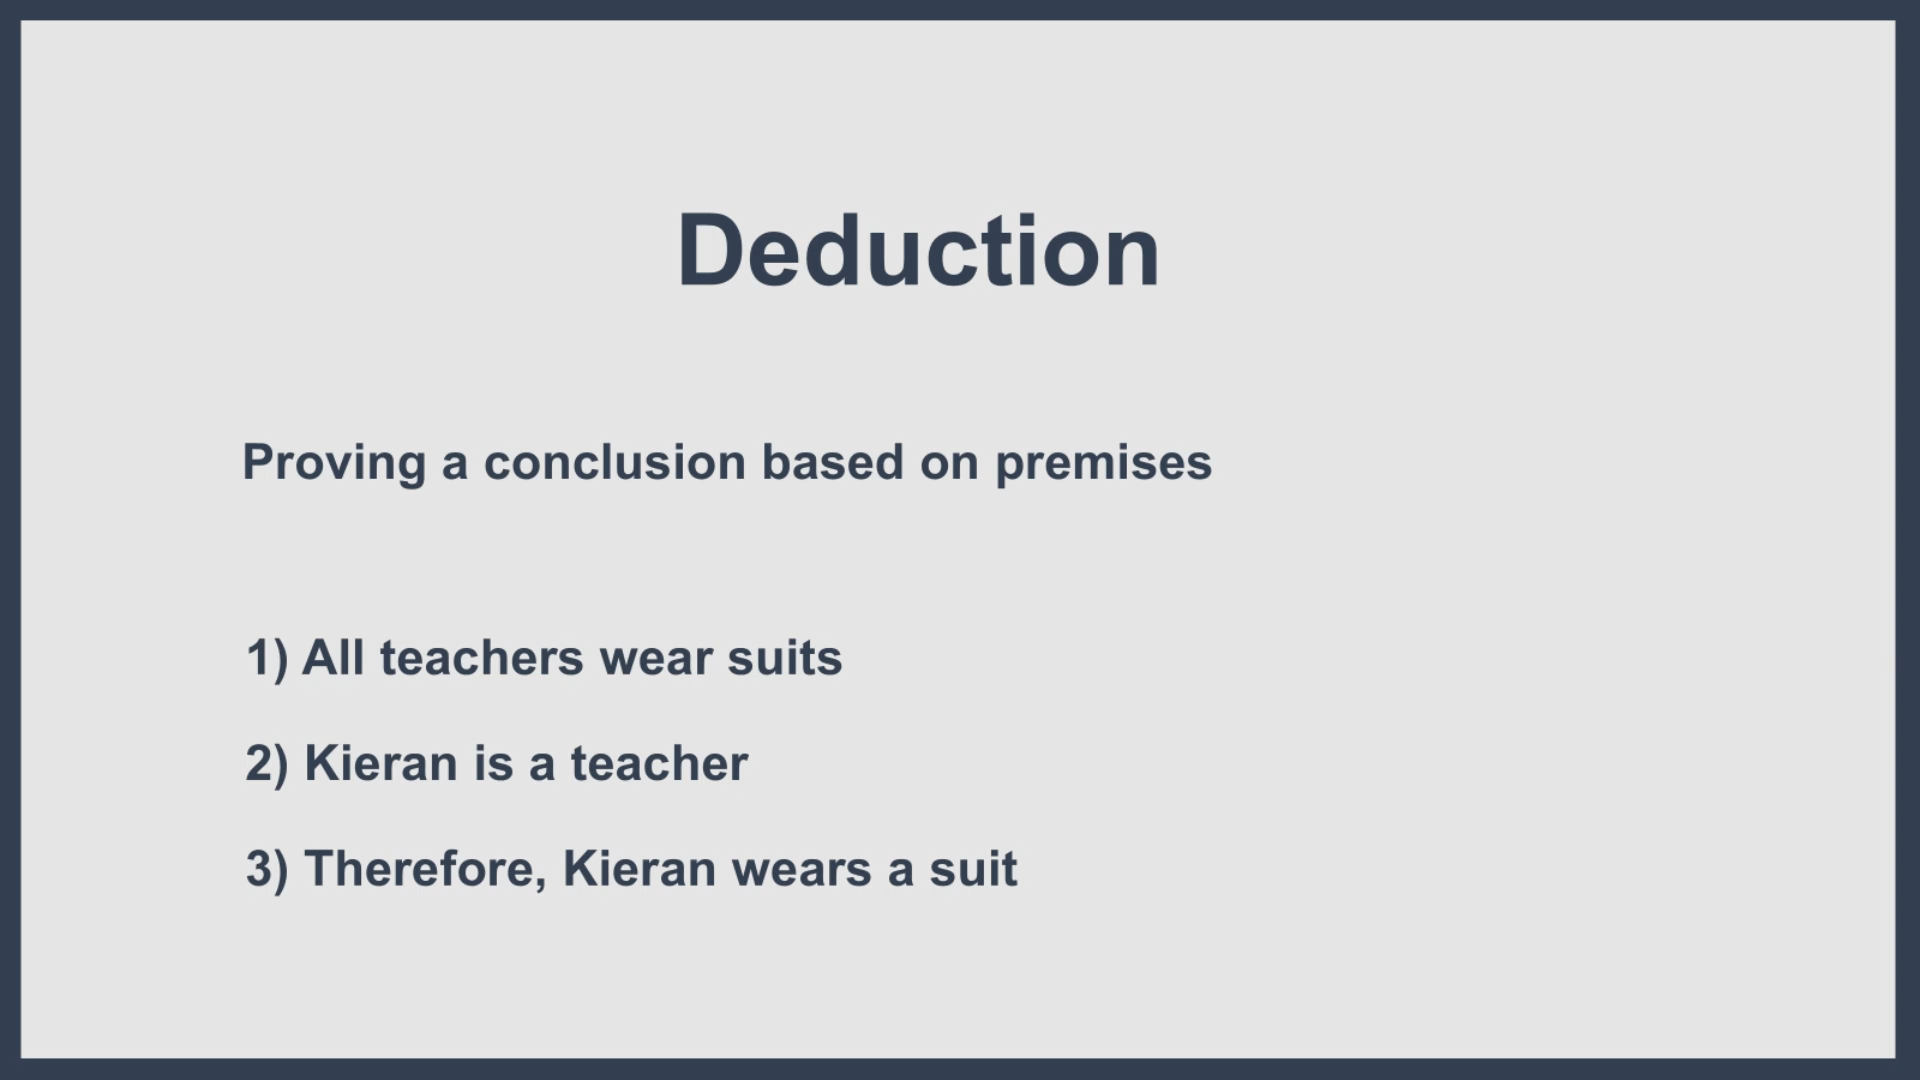 Deduction
Proving a conclusion based on premises
1) All teachers wear suits
2) Kieran is a teacher
3) Therefore, Kieran wears a suit